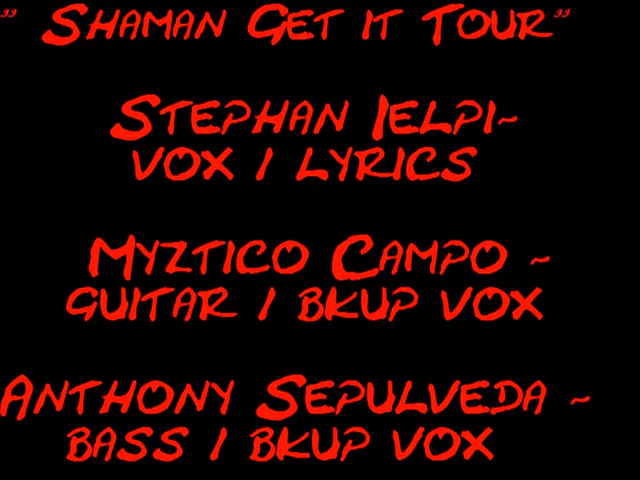 " Shaman Get it Tour"
Stephan Ielpi~
vox / lyrics
Myztico Campo ~
guitar / bkup vox
Anthony Sepulveda ~
bass / bkup vox